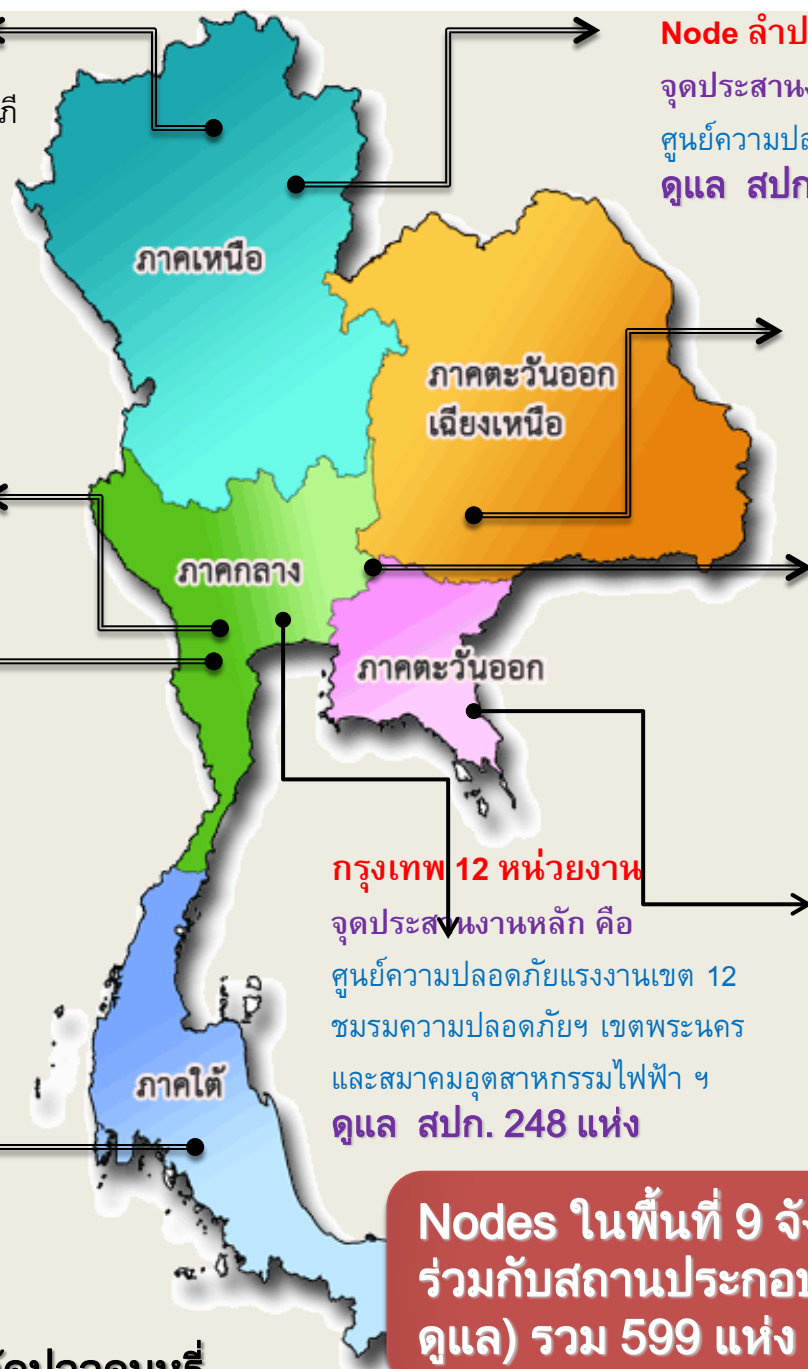 Node ลำป
จุดประสานง
ศูนย์ความปล
ดูแล สปก
ภี
ภาคเหนือ
ภาคตะวันออก
เฉียงเหนือ
ภาคกลาง
ภาคตะวันออก
กรุงเทพ 12 หน่วยงาน
จุดประสานงานหลัก คือ
ศูนย์ความปลอดภัยแรงงานเขต 12
ชมรมความปลอดภัยฯ เขตพระนคร
และสมาคมอุตสาหกรรมไฟฟ้า ฯ
ดูแล สปก. 248 แห่ง
ภาคใต้
Nodes ในพื้นที่ 9 จัง
ร่วมกับสถานประกอบ
ดูแล) รวม 599 แห่ง
ปลอดบุหรี่